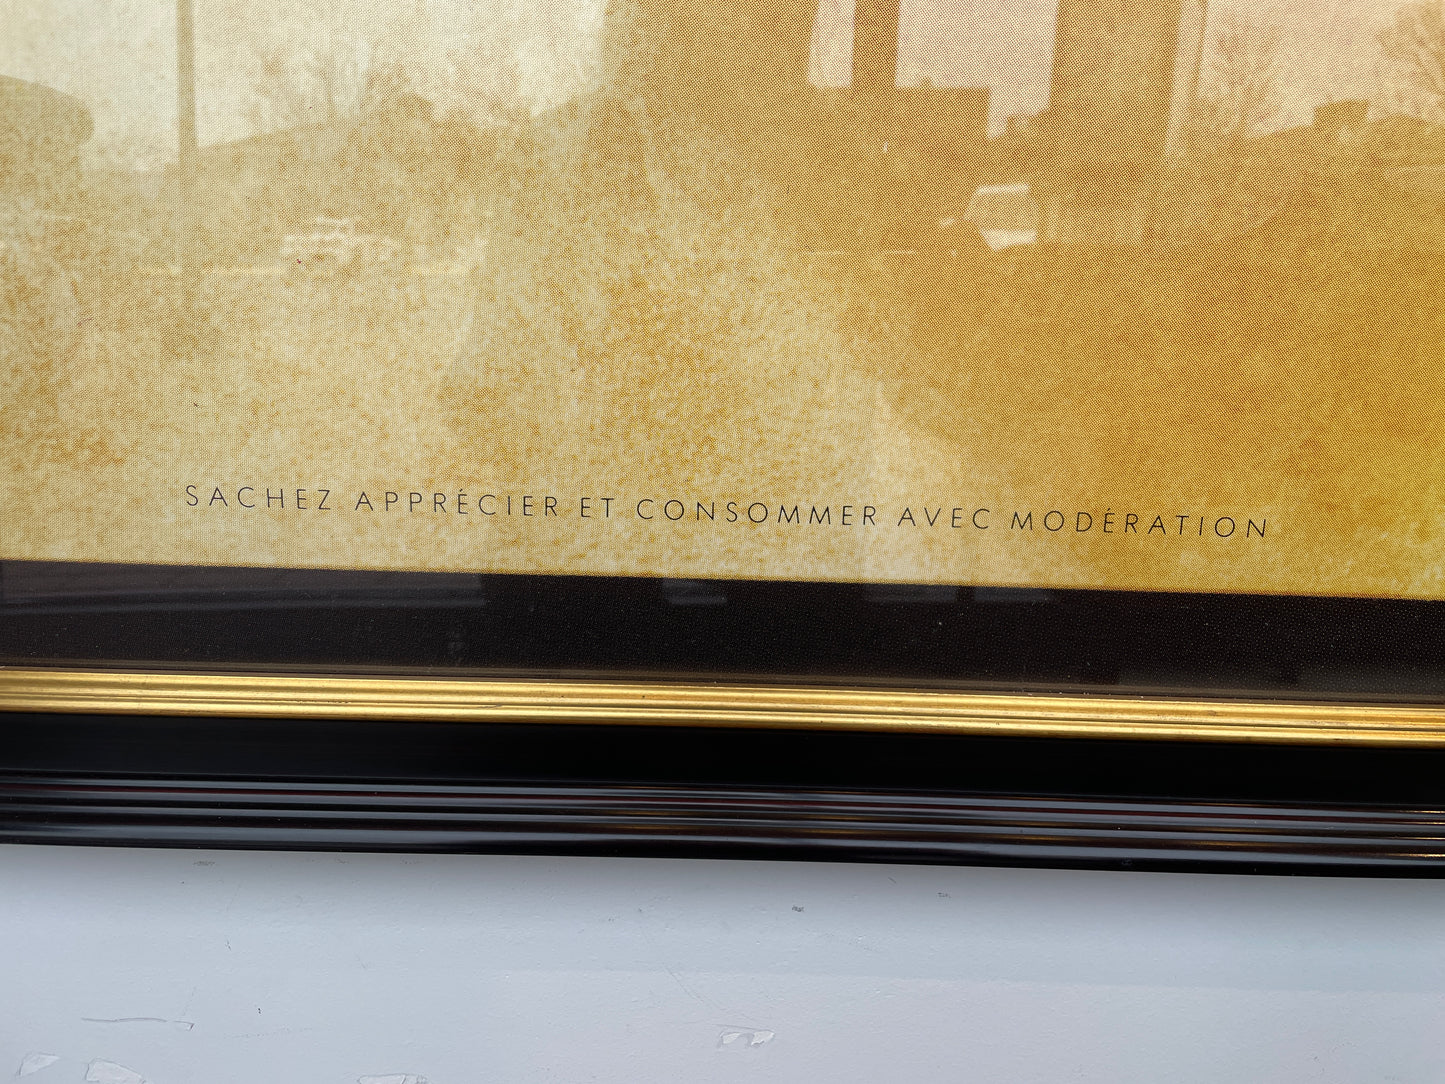 SACHEZ APPRÉCIER ET CONSOMMER AVEC MODÉRATION